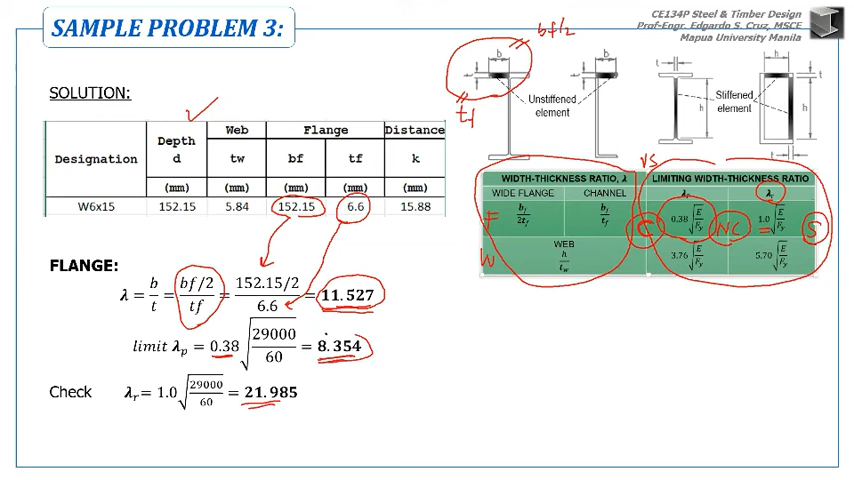 SAMPLE PROBLEM 3:
CE134P Steel & Timber Design
Prof-Engr. Edgardo S. Cruz, MSCE
Mapua University Manila
SOLUTION:
Designation Depth Web Flange Distance
d tw bf tf k
(mm) (mm) (mm) (mm) (mm)
W6x15 152.15 5.84 152.15 6.6 15.88
bf/2
tf
b b h
t t t t
Unstiffened element
Stiffened element
h h
t
vs
WIDTH-THICKNESS RATIO, λ LIMITING WIDTH-THICKNESS RATIO
WIDE FLANGE CHANNEL λp λr
F bf/2tf bf/tf C 0.38 √E/Fy NC 1.0 √E/Fy = S
WEB
W h/tw 3.76 √E/Fy 5.70 √E/Fy
FLANGE:
λ = b/t = bf/2 / tf = 152.15/2 / 6.6 = 11.527
limit λp = 0.38 √29000/60 = 8.354
Check λr = 1.0 √29000/60 = 21.985